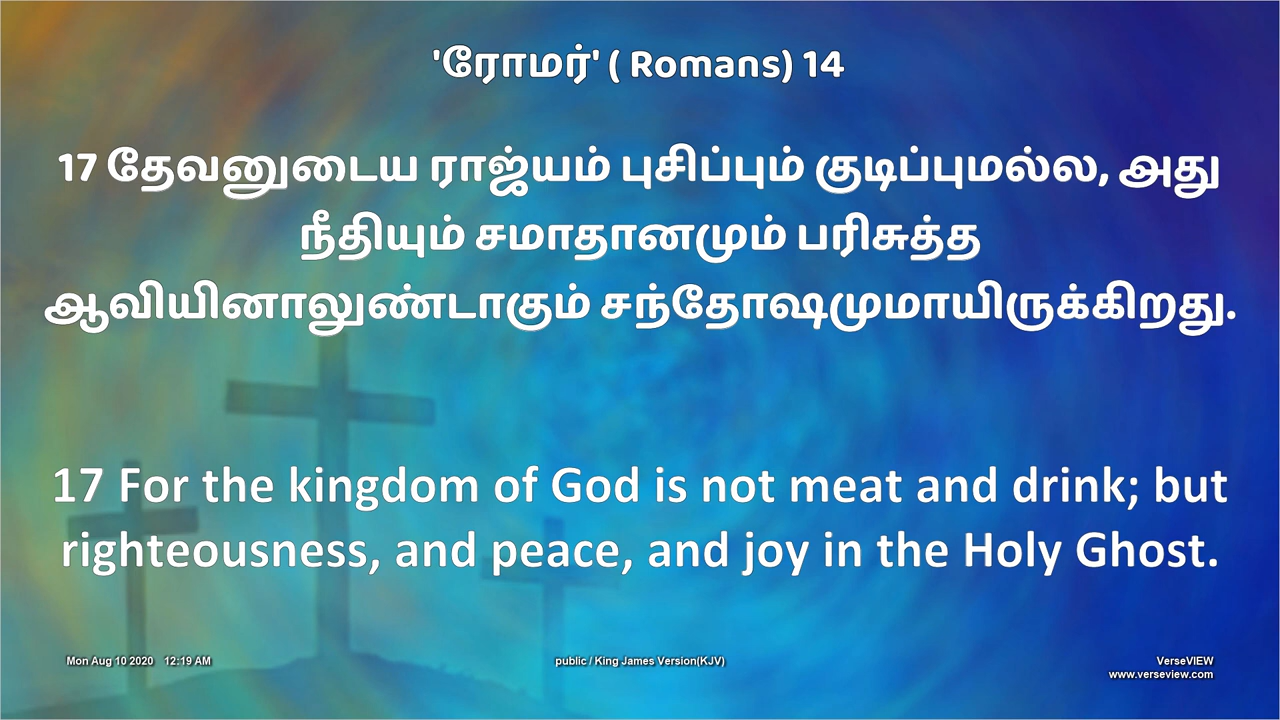 'ரோமர்' ( Romans) 14
17 தேவனுடைய ராஜ்யம் புசிப்பும் குடிப்புமல்ல, அது
நீதியும் சமாதானமும் பரிசுத்த
ஆவியினாலுண்டாகும் சந்தோஷமுமாயிருக்கிறது.
17 For the kingdom of God is not meat and drink; but
righteousness, and peace, and joy in the Holy Ghost.
Mon Aug 10 2020 12:19 AM
public / King James Version(KJV)
VerseVIEW
www.verseview.com